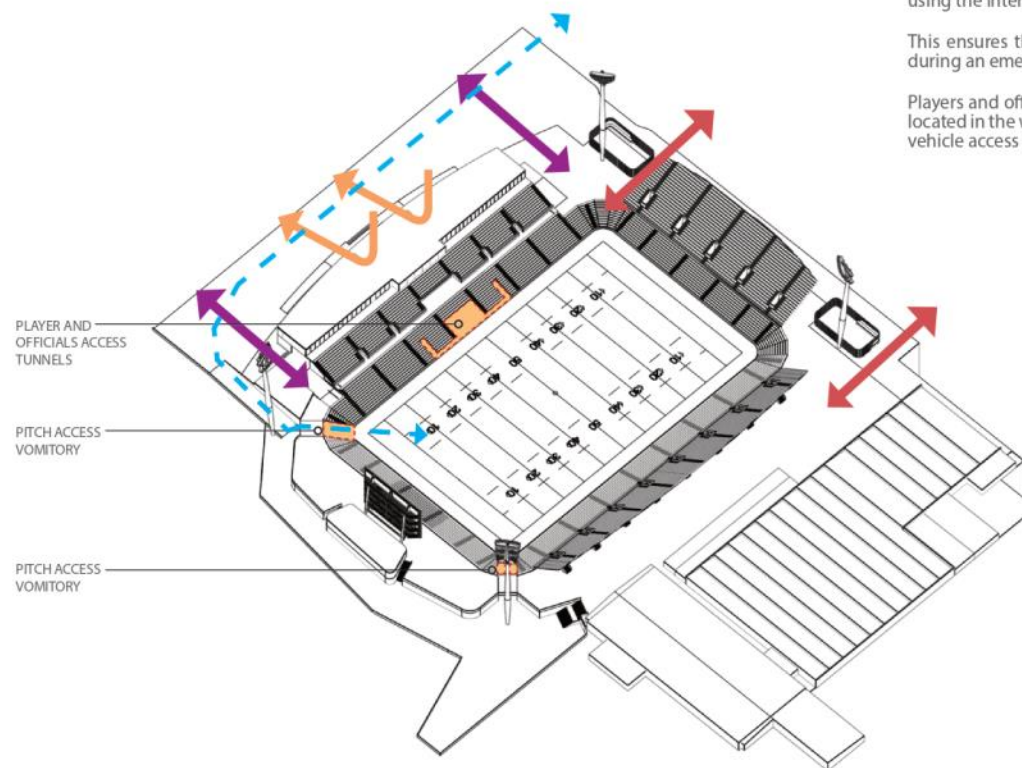 using the inter
This ensures th
during an eme
Players and off
located in the w
vehicle access
PLAYER AND
OFFICIALS ACCESS
TUNNELS
PITCH ACCESS
VOMITORY
PITCH ACCESS
VOMITORY